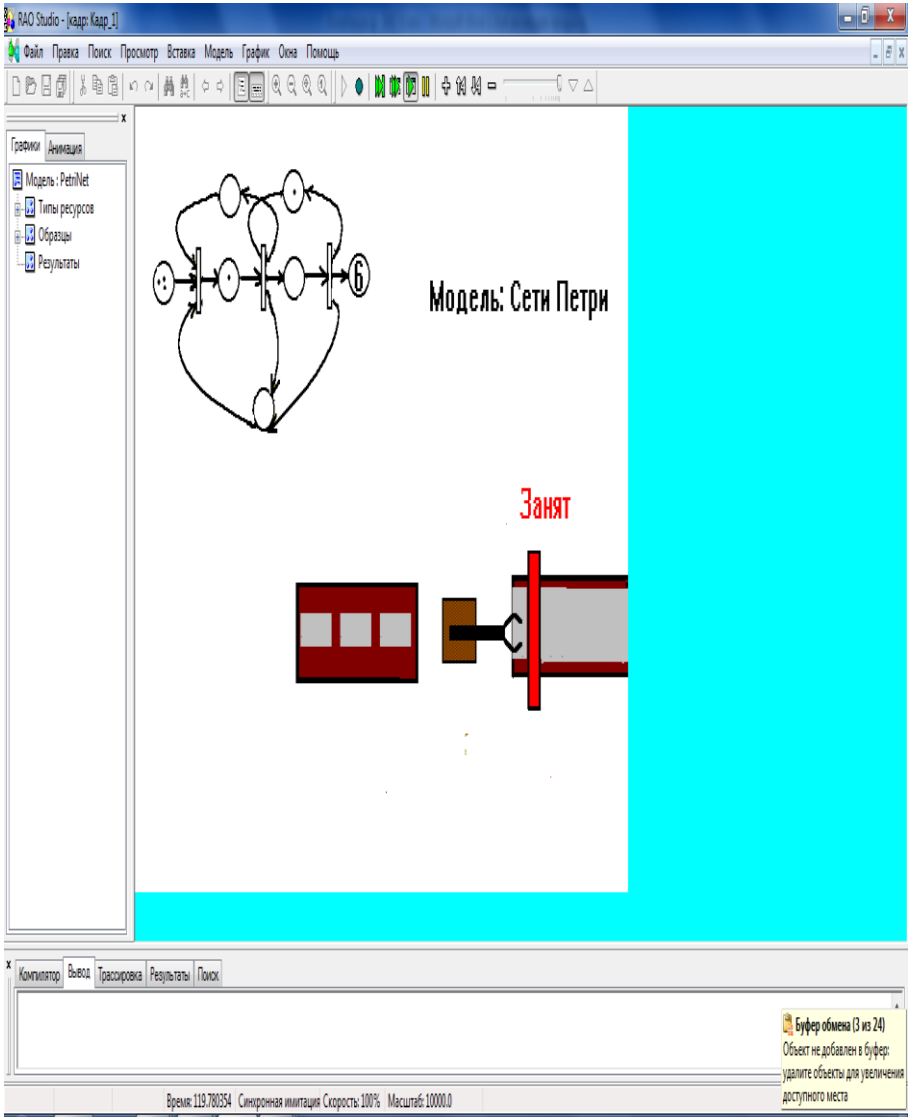 RAO Studio - [кадр: Кадр_1]
Файл Правка Поиск Просмотр Вставка Модель График Окна Помощь
Графики Анимация
Модель : PetriNet
Типы ресурсов
Образцы
Результаты
6
Модель: Сети Петри
Занят
Компилятор Вывод Трассировка Результаты Поиск
Буфер обмена (3 из 24)
Объект не добавлен в буфер:
удалите объекты для увеличения
доступного места
Время: 119.780354 Синхронная имитация Скорость: 100% Масштаб: 10000.0